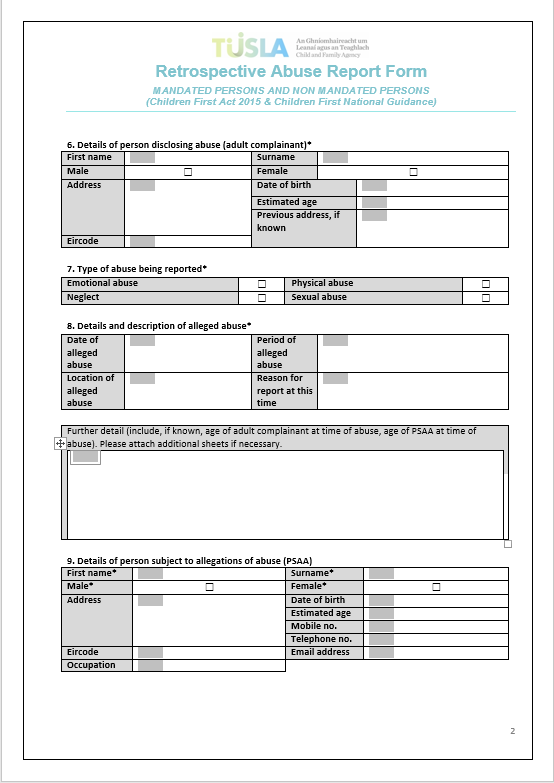 TÚSLA
An Ghníomhaireacht um
Leanaí agus an Teaghlach
Child and Family Agency
Retrospective Abuse Report Form
MANDATED PERSONS AND NON MANDATED PERSONS
(Children First Act 2015 & Children First National Guidance)
6. Details of person disclosing abuse (adult complainant)*
First name Surname
Male ☐ Female ☐
Address Date of birth
Estimated age
Previous address, if
known
Eircode
7. Type of abuse being reported*
Emotional abuse ☐ Physical abuse ☐
Neglect ☐ Sexual abuse ☐
8. Details and description of alleged abuse*
Date of Period of
alleged alleged
abuse abuse
Location of Reason for
alleged report at this
abuse time
Further detail (include, if known, age of adult complainant at time of abuse, age of PSAA at time of
abuse). Please attach additional sheets if necessary.
9. Details of person subject to allegations of abuse (PSAA)
First name* Surname*
Male* ☐ Female* ☐
Address Date of birth
Estimated age
Mobile no.
Telephone no.
Eircode Email address
Occupation
2